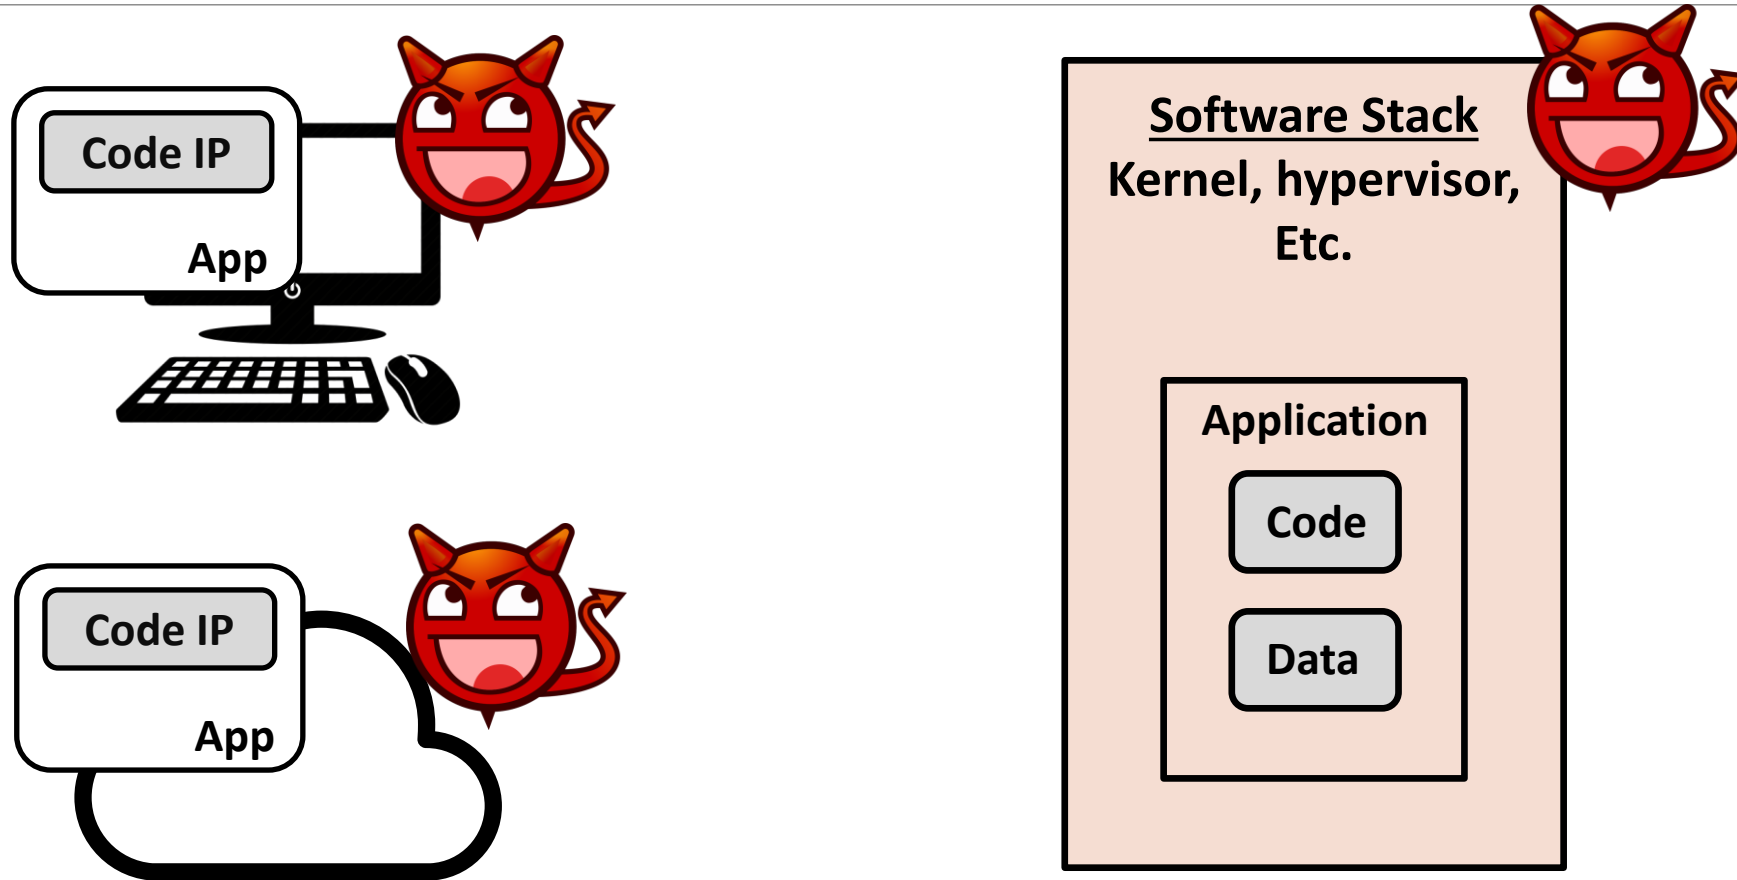 Code IP
App
Code IP
App
Software Stack
Kernel, hypervisor,
Etc.
Application
Code
Data